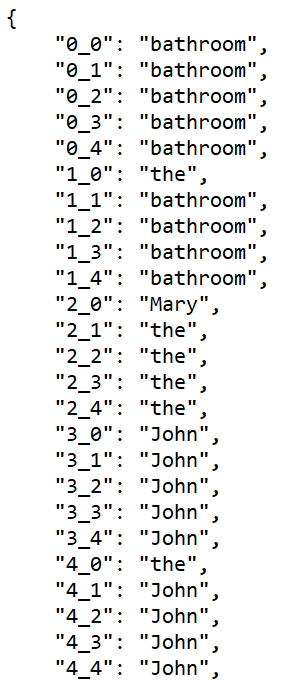 {
    "0_0": "bathroom",
    "0_1": "bathroom",
    "0_2": "bathroom",
    "0_3": "bathroom",
    "0_4": "bathroom",
    "1_0": "the",
    "1_1": "bathroom",
    "1_2": "bathroom",
    "1_3": "bathroom",
    "1_4": "bathroom",
    "2_0": "Mary",
    "2_1": "the",
    "2_2": "the",
    "2_3": "the",
    "2_4": "the",
    "3_0": "John",
    "3_1": "John",
    "3_2": "John",
    "3_3": "John",
    "3_4": "John",
    "4_0": "the",
    "4_1": "John",
    "4_2": "John",
    "4_3": "John",
    "4_4": "John",